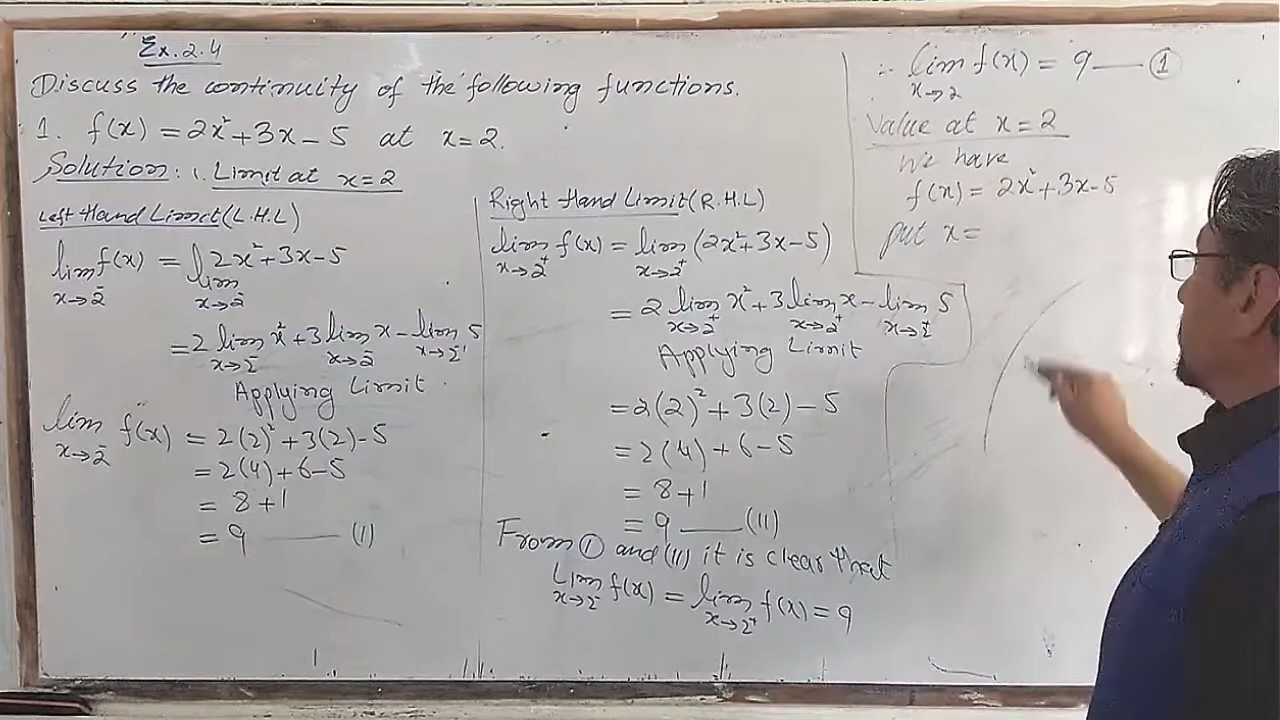 Ex. 2.4
Discuss the continuity of the following functions.
1. f(x) = 2x² + 3x - 5 at x = 2.
Solution: 1. Limit at x = 2
Left Hand Limit (L.H.L)
lim f(x) = lim 2x² + 3x - 5
x→2⁻ x→2⁻
= 2 lim x² + 3 lim x - lim 5
x→2⁻ x→2⁻ x→2⁻
Applying Limit
lim f(x) = 2(2)² + 3(2) - 5
x→2⁻
= 2(4) + 6 - 5
= 8 + 1
= 9 —— (I)
Right Hand Limit (R.H.L)
lim f(x) = lim (2x² + 3x - 5)
x→2⁺ x→2⁺
= 2 lim x² + 3 lim x - lim 5
x→2⁺ x→2⁺ x→2⁺
Applying Limit
= 2(2)² + 3(2) - 5
= 2(4) + 6 - 5
= 8 + 1
= 9 —— (II)
From ① and (II) it is clear that
Lim f(x) = lim f(x) = 9
x→2⁻ x→2⁺
∴ lim f(x) = 9 —— ①
x→2
Value at x = 2
We have
f(x) = 2x² + 3x - 5
put x =